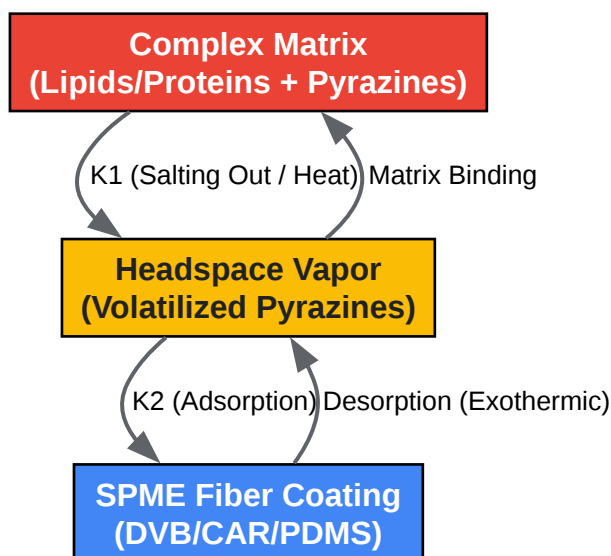 Complex Matrix
(Lipids/Proteins + Pyrazines)
K1 (Salting Out / Heat)
Matrix Binding
Headspace Vapor
(Volatilized Pyrazines)
K2 (Adsorption)
Desorption (Exothermic)
SPME Fiber Coating
(DVB/CAR/PDMS)